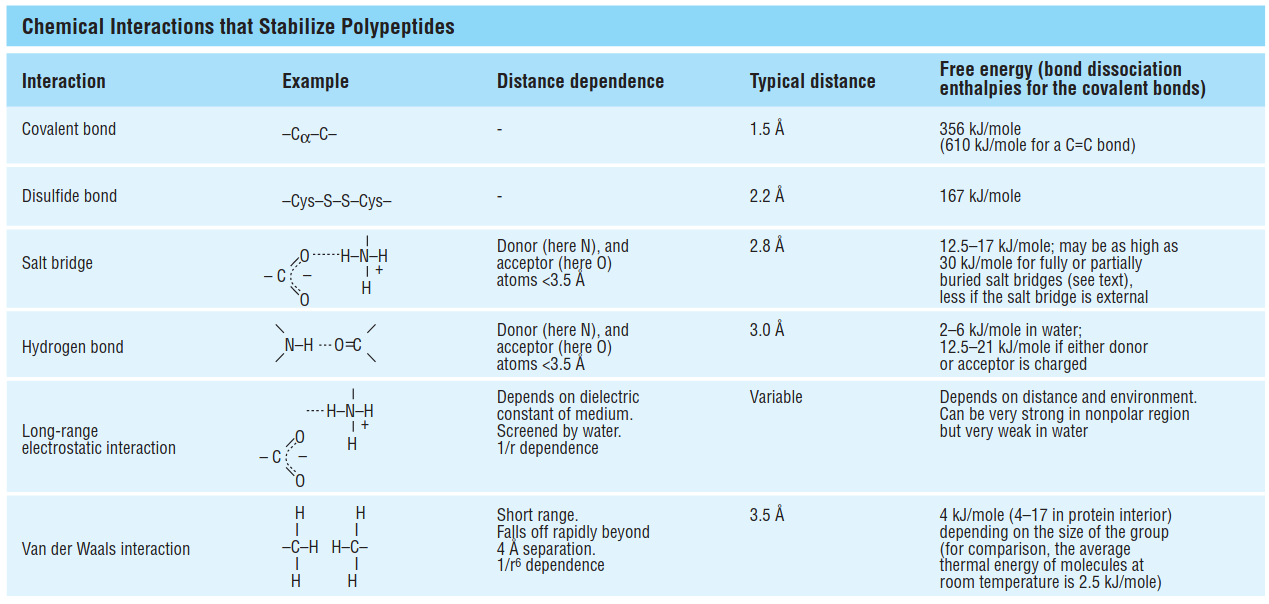 Chemical Interactions that Stabilize Polypeptides
Interaction
Example
Distance dependence
Typical distance
Free energy (bond dissociation
enthalpies for the covalent bonds)
Covalent bond
–Cα–C–
-
1.5 Å
356 kJ/mole
(610 kJ/mole for a C=C bond)
Disulfide bond
–Cys–S–S–Cys–
-
2.2 Å
167 kJ/mole
Salt bridge
O H–N–H
– C – +
H
O
Donor (here N), and
acceptor (here O)
atoms <3.5 Å
2.8 Å
12.5–17 kJ/mole; may be as high as
30 kJ/mole for fully or partially
buried salt bridges (see text),
less if the salt bridge is external
Hydrogen bond
N–H ---O=C
Donor (here N), and
acceptor (here O)
atoms <3.5 Å
3.0 Å
2–6 kJ/mole in water;
12.5–21 kJ/mole if either donor
or acceptor is charged
Long-range
electrostatic interaction
----H–N–H
+
O H
– C –
O
Depends on dielectric
constant of medium.
Screened by water.
1/r dependence
Variable
Depends on distance and environment.
Can be very strong in nonpolar region
but very weak in water
Van der Waals interaction
H H
–C–H H–C–
H H
Short range.
Falls off rapidly beyond
4 Å separation.
1/r⁶ dependence
3.5 Å
4 kJ/mole (4–17 in protein interior)
depending on the size of the group
(for comparison, the average
thermal energy of molecules at
room temperature is 2.5 kJ/mole)